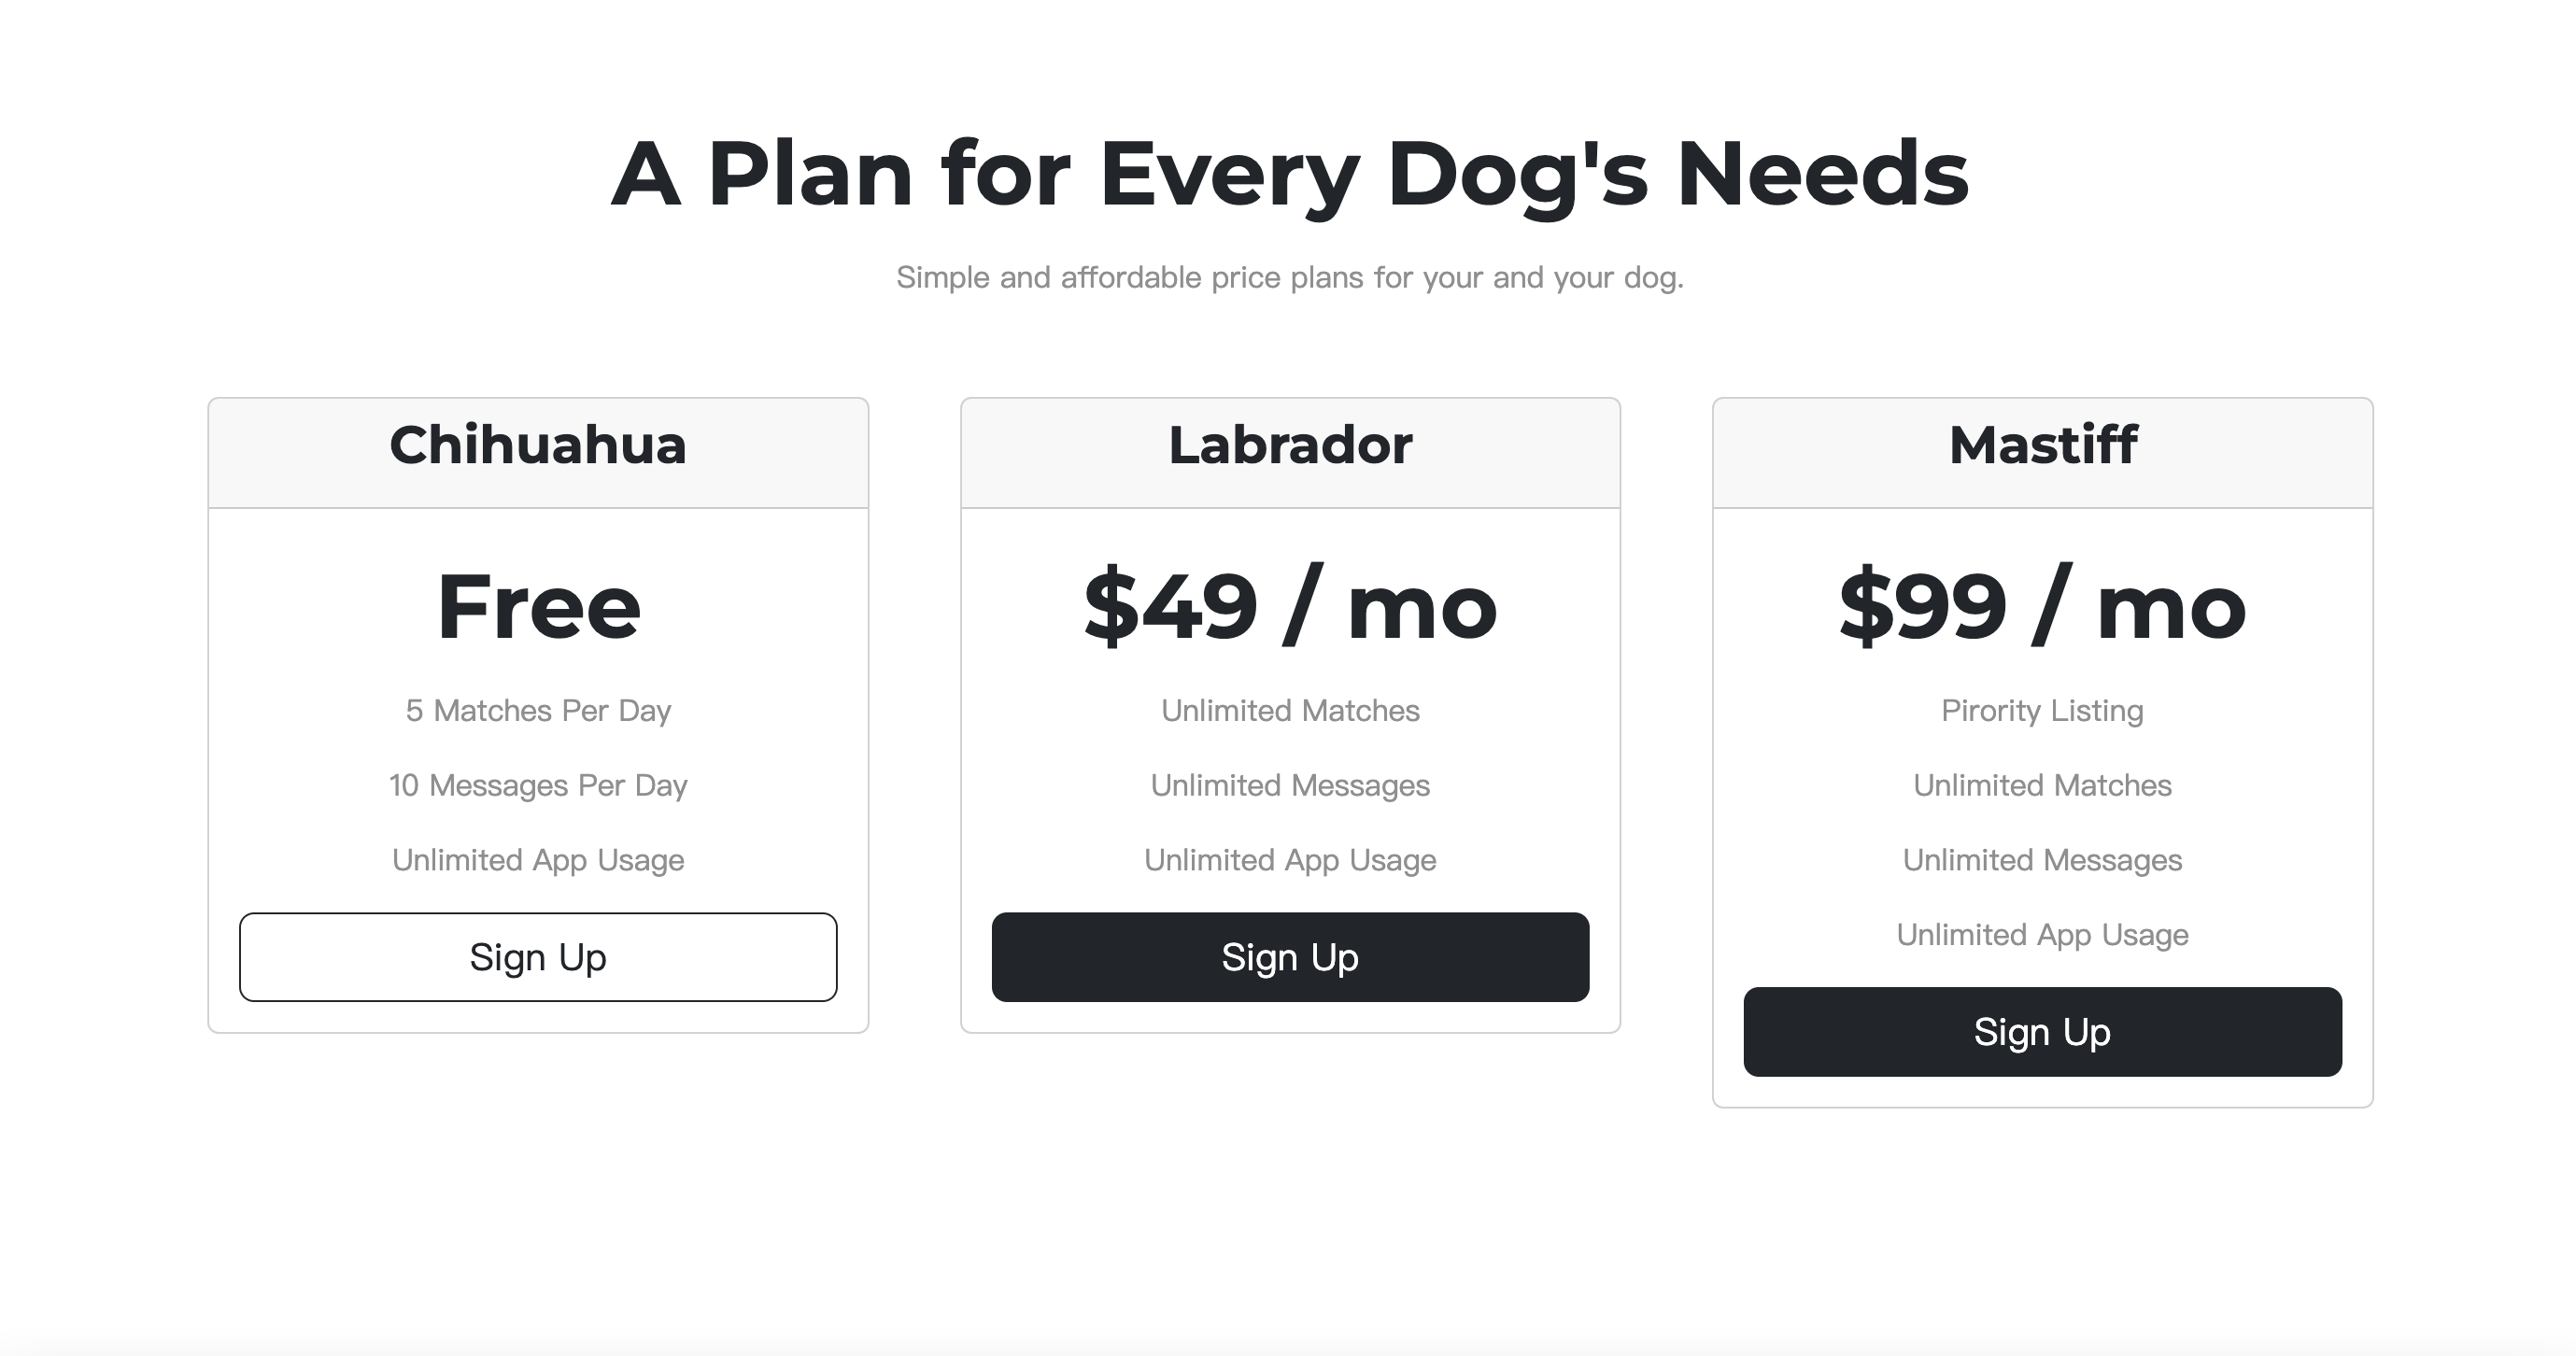 A Plan for Every Dog's Needs
Simple and affordable price plans for your and your dog.
Chihuahua
Free
5 Matches Per Day
10 Messages Per Day
Unlimited App Usage
Sign Up
Labrador
$49 / mo
Unlimited Matches
Unlimited Messages
Unlimited App Usage
Sign Up
Mastiff
$99 / mo
Pirority Listing
Unlimited Matches
Unlimited Messages
Unlimited App Usage
Sign Up